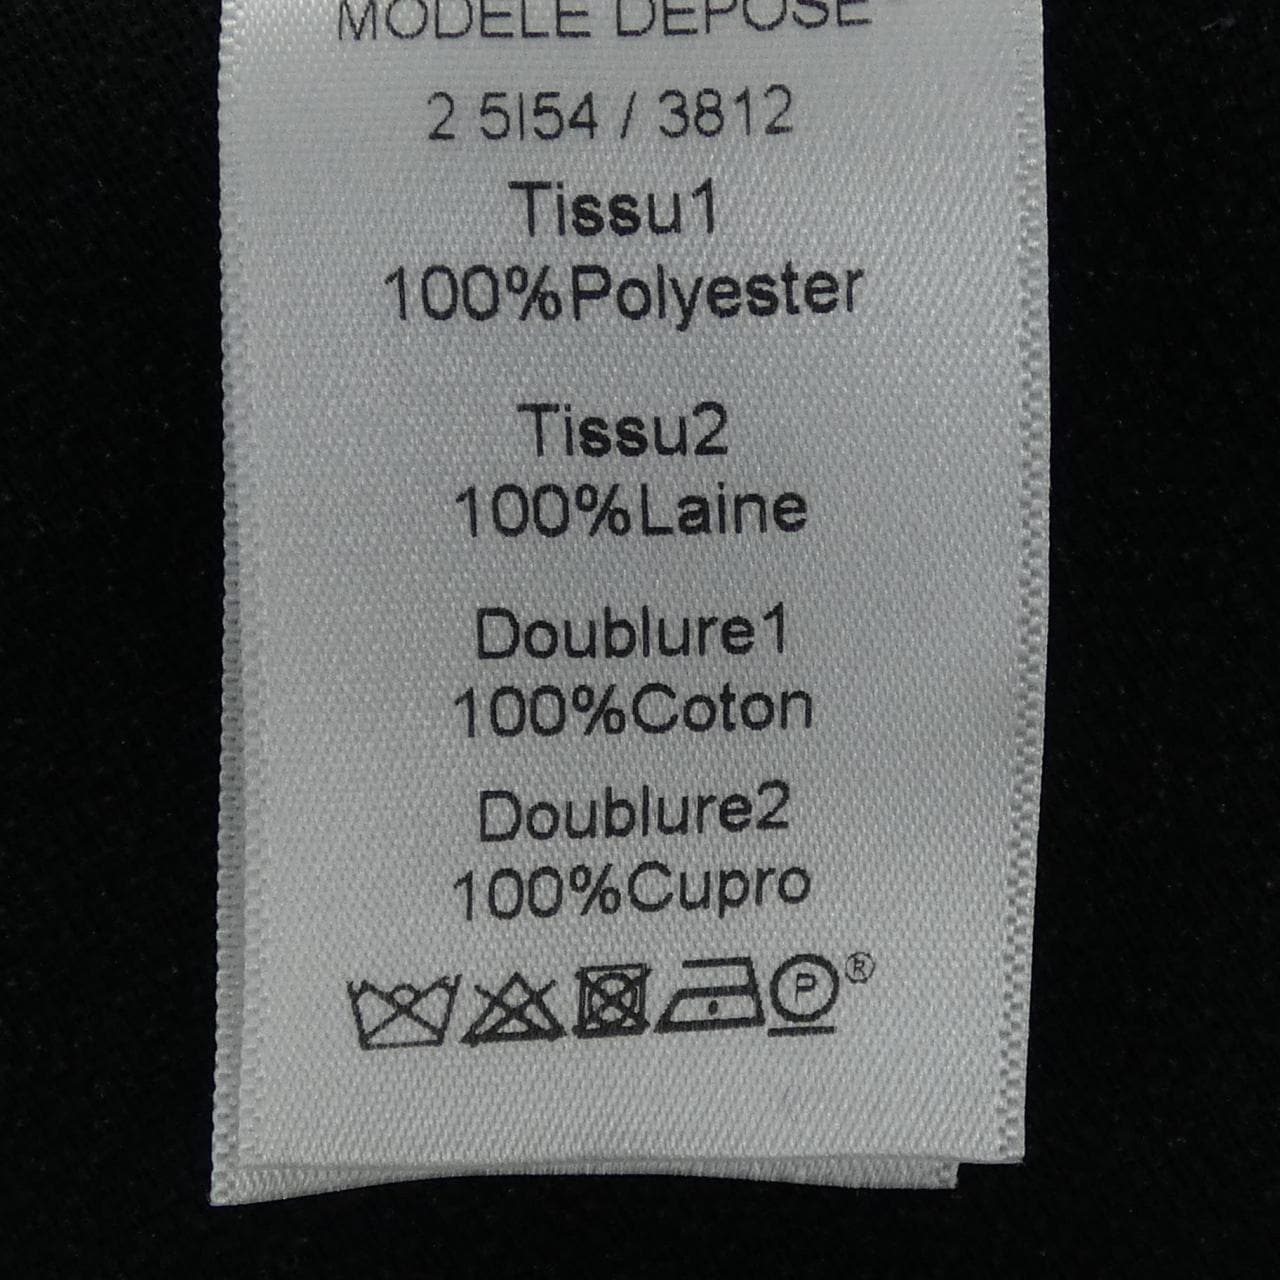 MODELE DEPOSE
2 5I54 / 3812
Tissu1
100%Polyester
Tissu2
100%Laine
Doublure1
100%Coton
Doublure2
100%Cupro
P ®